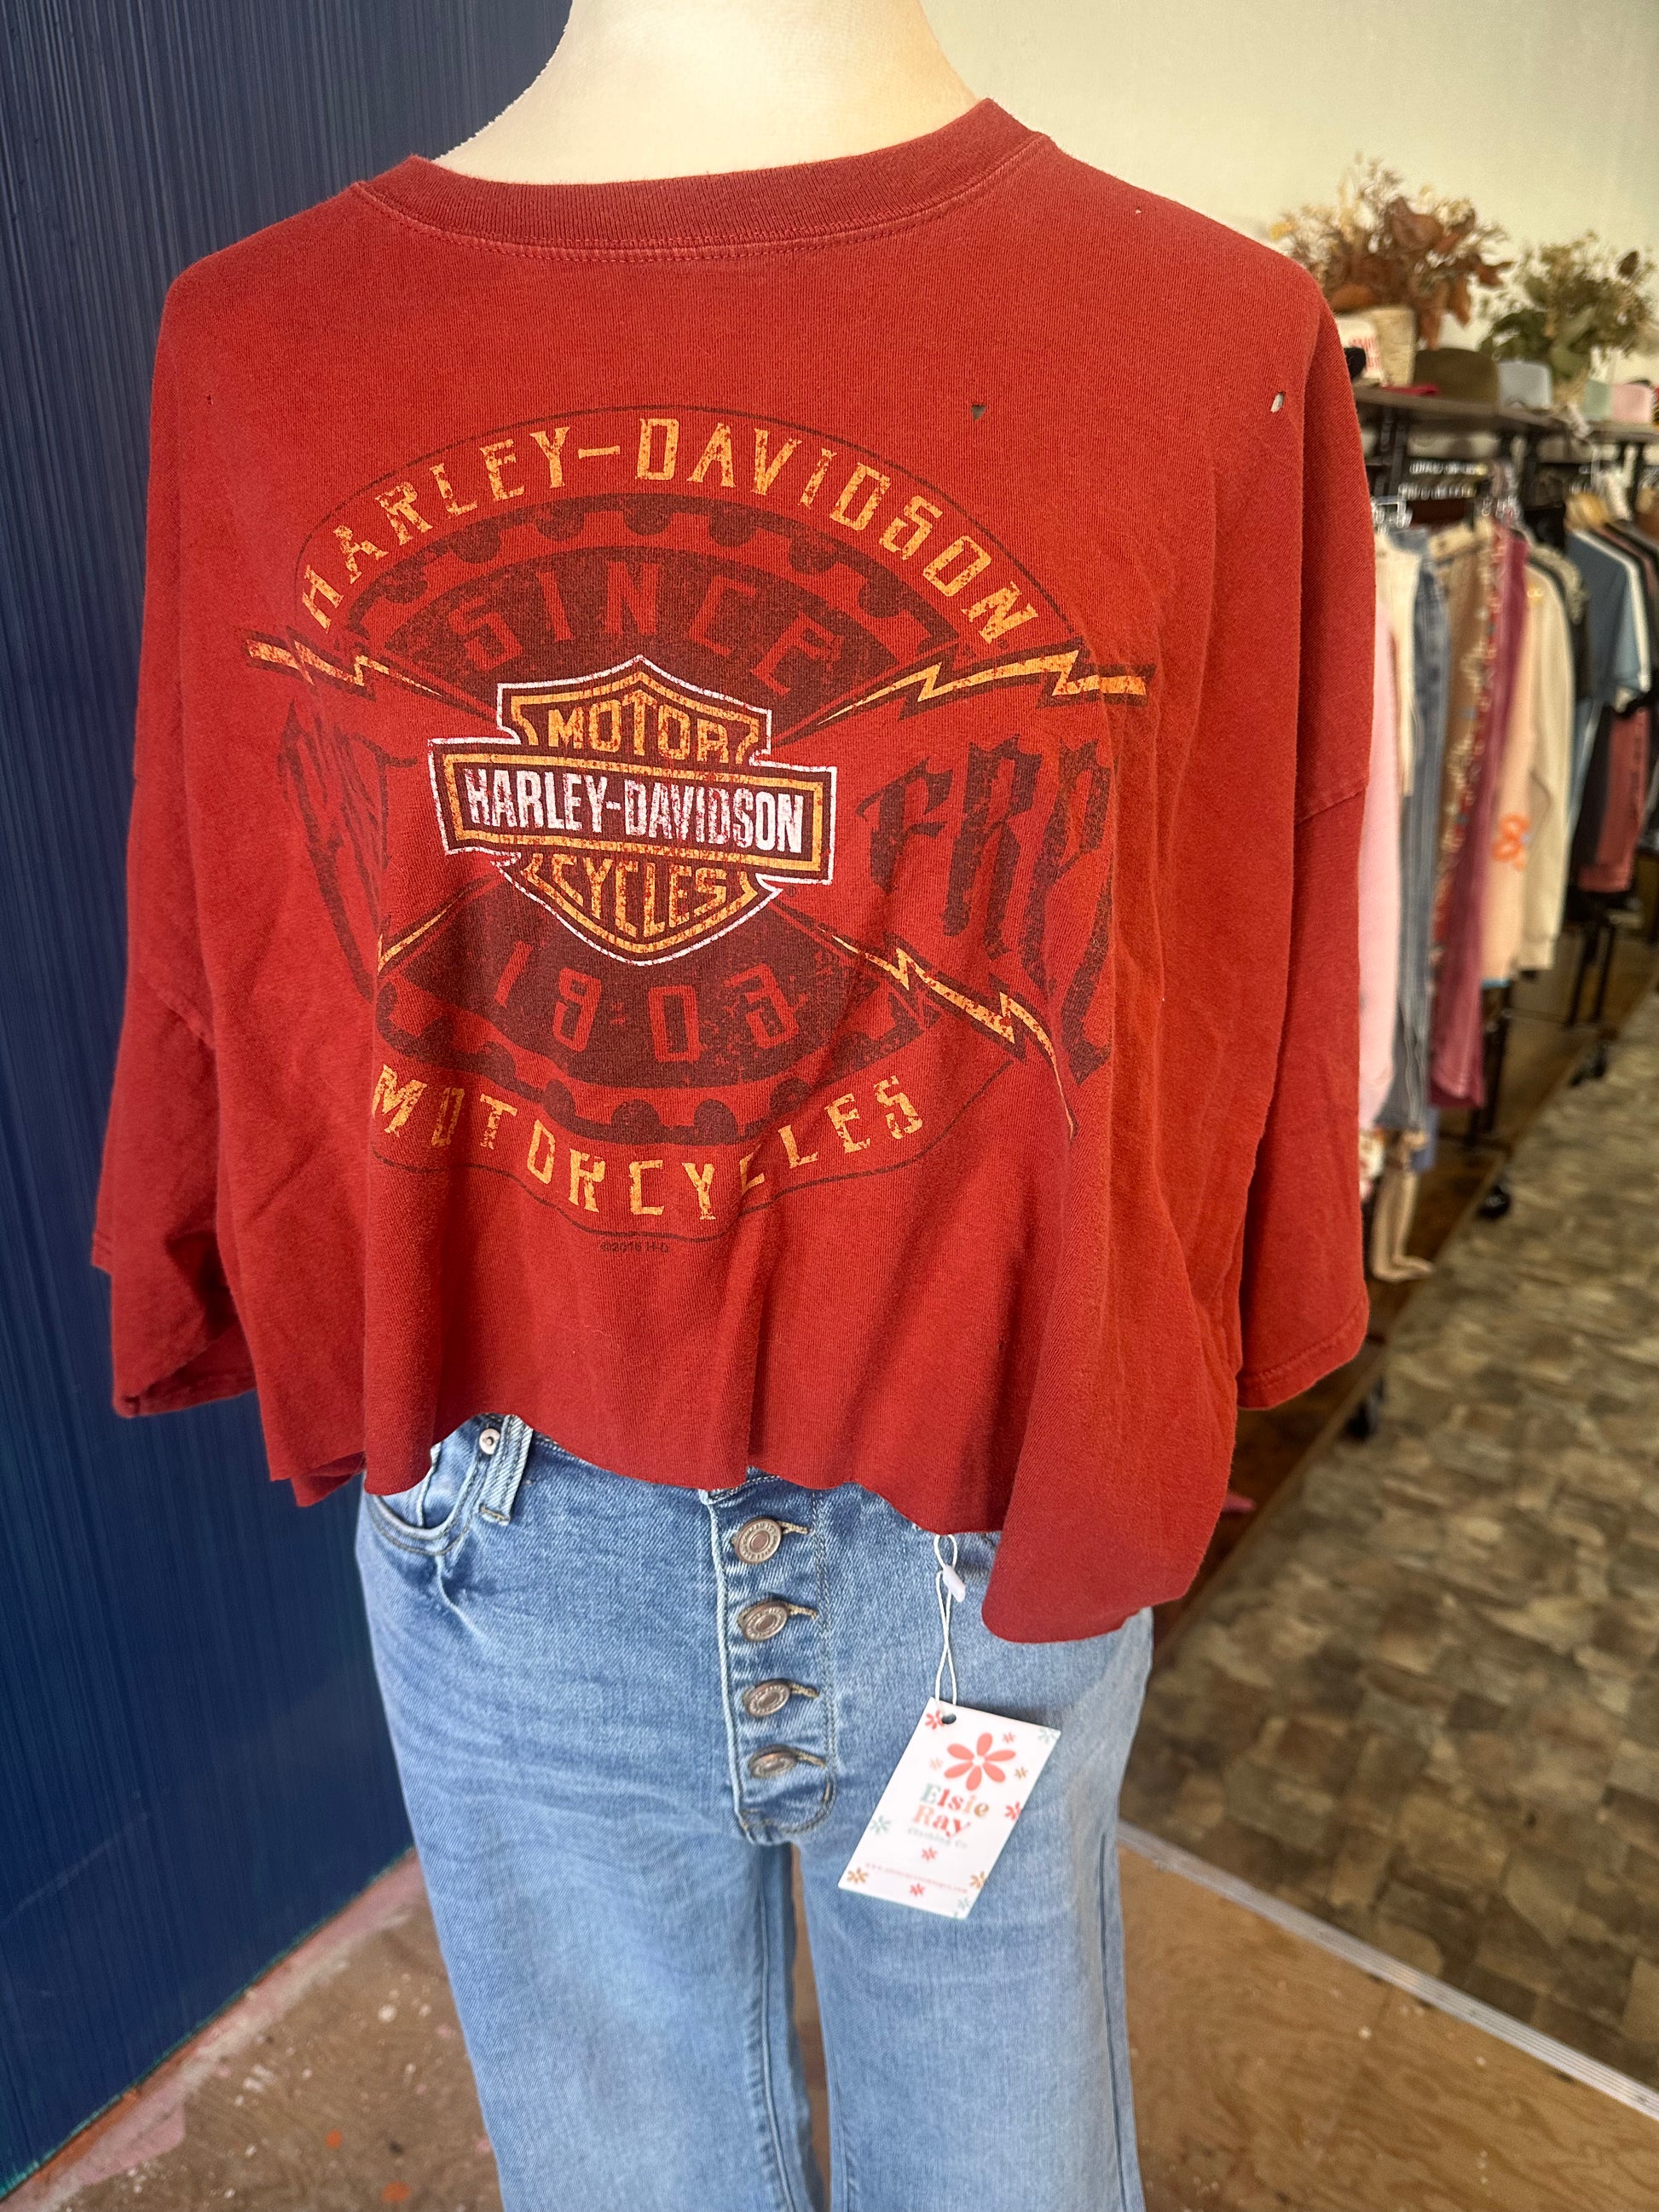 HARLEY-DAVIDSON
SINCE
MOTOR
HARLEY-DAVIDSON
CYCLES
1903
MOTORCYCLES
Elsie
Ray